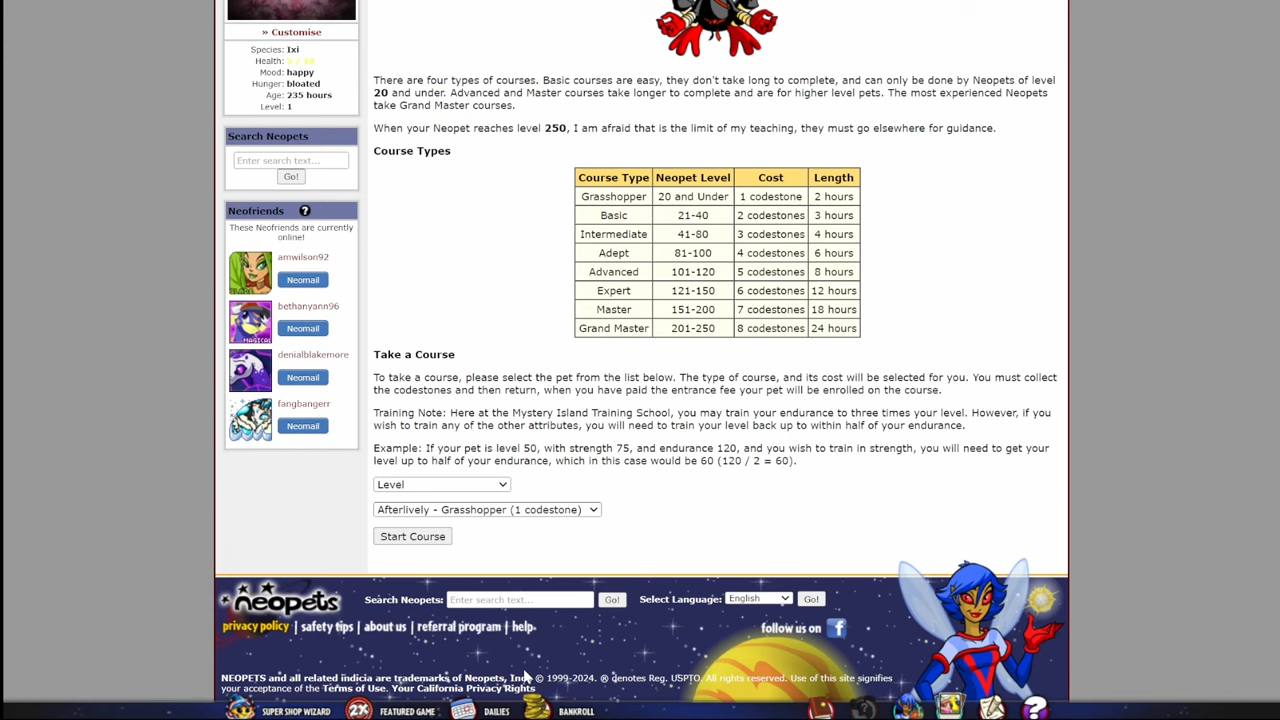 » Customise
Species: Ixi
Health: 5 / 10
Mood: happy
Hunger: bloated
Age: 235 hours
Level: 1
Search Neopets
Enter search text...
Go!
Neofriends ?
These Neofriends are currently
online!
amwilson92
Neomail
bethanyann96
Neomail
MAGICAL
denialblakemore
Neomail
fangbangerr
Neomail
There are four types of courses. Basic courses are easy, they don't take long to complete, and can only be done by Neopets of level
20 and under. Advanced and Master courses take longer to complete and are for higher level pets. The most experienced Neopets
take Grand Master courses.
When your Neopet reaches level 250, I am afraid that is the limit of my teaching, they must go elsewhere for guidance.
Course Types
Course Type Neopet Level Cost Length
Grasshopper 20 and Under 1 codestone 2 hours
Basic 21-40 2 codestones 3 hours
Intermediate 41-80 3 codestones 4 hours
Adept 81-100 4 codestones 6 hours
Advanced 101-120 5 codestones 8 hours
Expert 121-150 6 codestones 12 hours
Master 151-200 7 codestones 18 hours
Grand Master 201-250 8 codestones 24 hours
Take a Course
To take a course, please select the pet from the list below. The type of course, and its cost will be selected for you. You must collect
the codestones and then return, when you have paid the entrance fee your pet will be enrolled on the course.
Training Note: Here at the Mystery Island Training School, you may train your endurance to three times your level. However, if you
wish to train any of the other attributes, you will need to train your level back up to within half of your endurance.
Example: If your pet is level 50, with strength 75, and endurance 120, and you wish to train in strength, you will need to get your
level up to half of your endurance, which in this case would be 60 (120 / 2 = 60).
Level
Afterlively - Grasshopper (1 codestone)
Start Course
neopets
Search Neopets: Enter search text... Go! Select Language: English Go!
privacy policy | safety tips | about us | referral program | help
follow us on f
NEOPETS and all related indicia are trademarks of Neopets, Inc. © 1999-2024. ® denotes Reg. USPTO. All rights reserved. Use of this site signifies
your acceptance of the Terms of Use. Your California Privacy Rights
SUPER SHOP WIZARD FEATURED GAME DAILIES BANKROLL